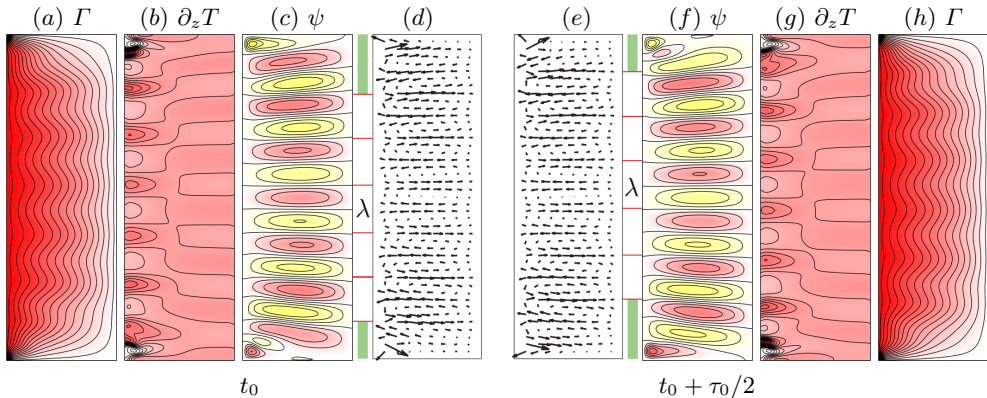 (a) Γ (b) ∂zT (c) ψ (d) (e) (f) ψ (g) ∂zT (h) Γ
λ λ
t₀ t₀ + τ₀/2